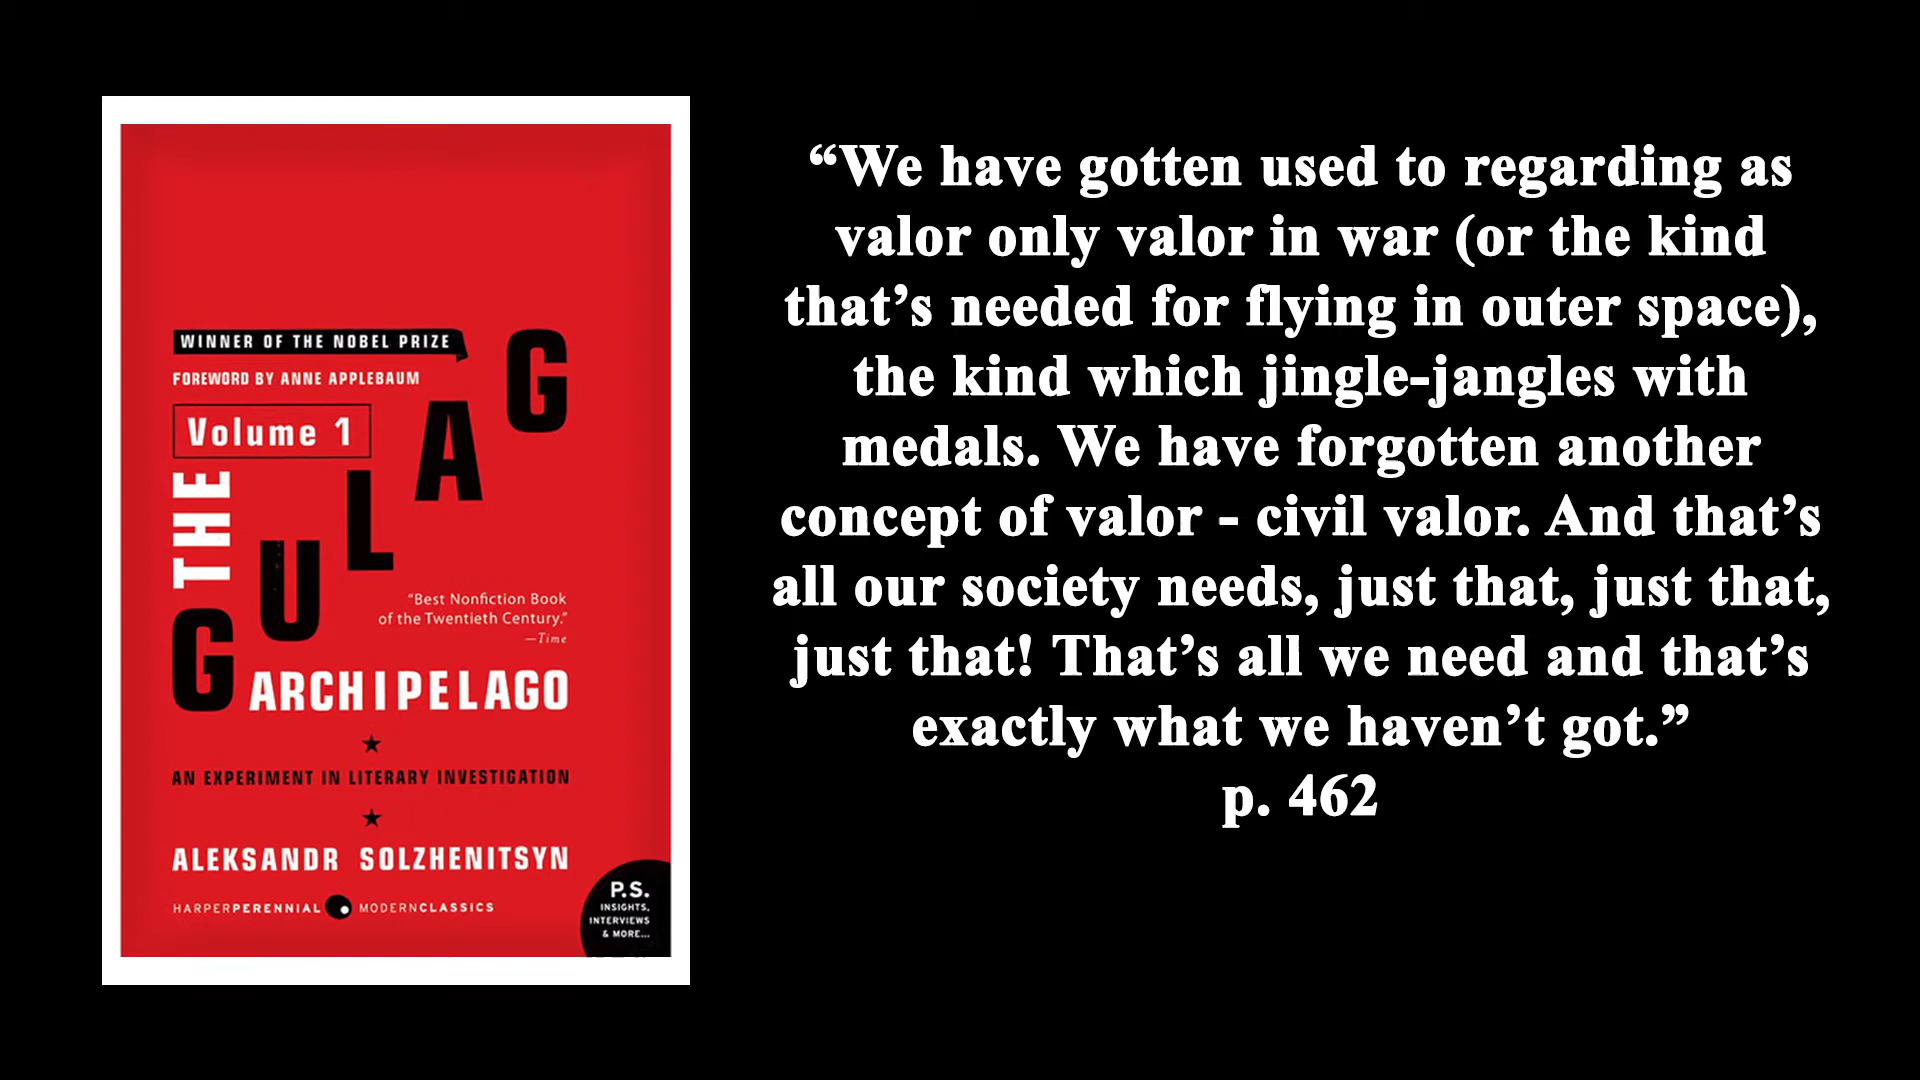 WINNER OF THE NOBEL PRIZE
FOREWORD BY ANNE APPLEBAUM
Volume 1
THE
GULAG
"Best Nonfiction Book
of the Twentieth Century."
—Time
ARCHIPELAGO
AN EXPERIMENT IN LITERARY INVESTIGATION
ALEKSANDR SOLZHENITSYN
HARPERPERENNIAL MODERNCLASSICS
P.S.
INSIGHTS,
INTERVIEWS
& MORE...
“We have gotten used to regarding as
valor only valor in war (or the kind
that’s needed for flying in outer space),
the kind which jingle-jangles with
medals. We have forgotten another
concept of valor - civil valor. And that’s
all our society needs, just that, just that,
just that! That’s all we need and that’s
exactly what we haven’t got.”
p. 462